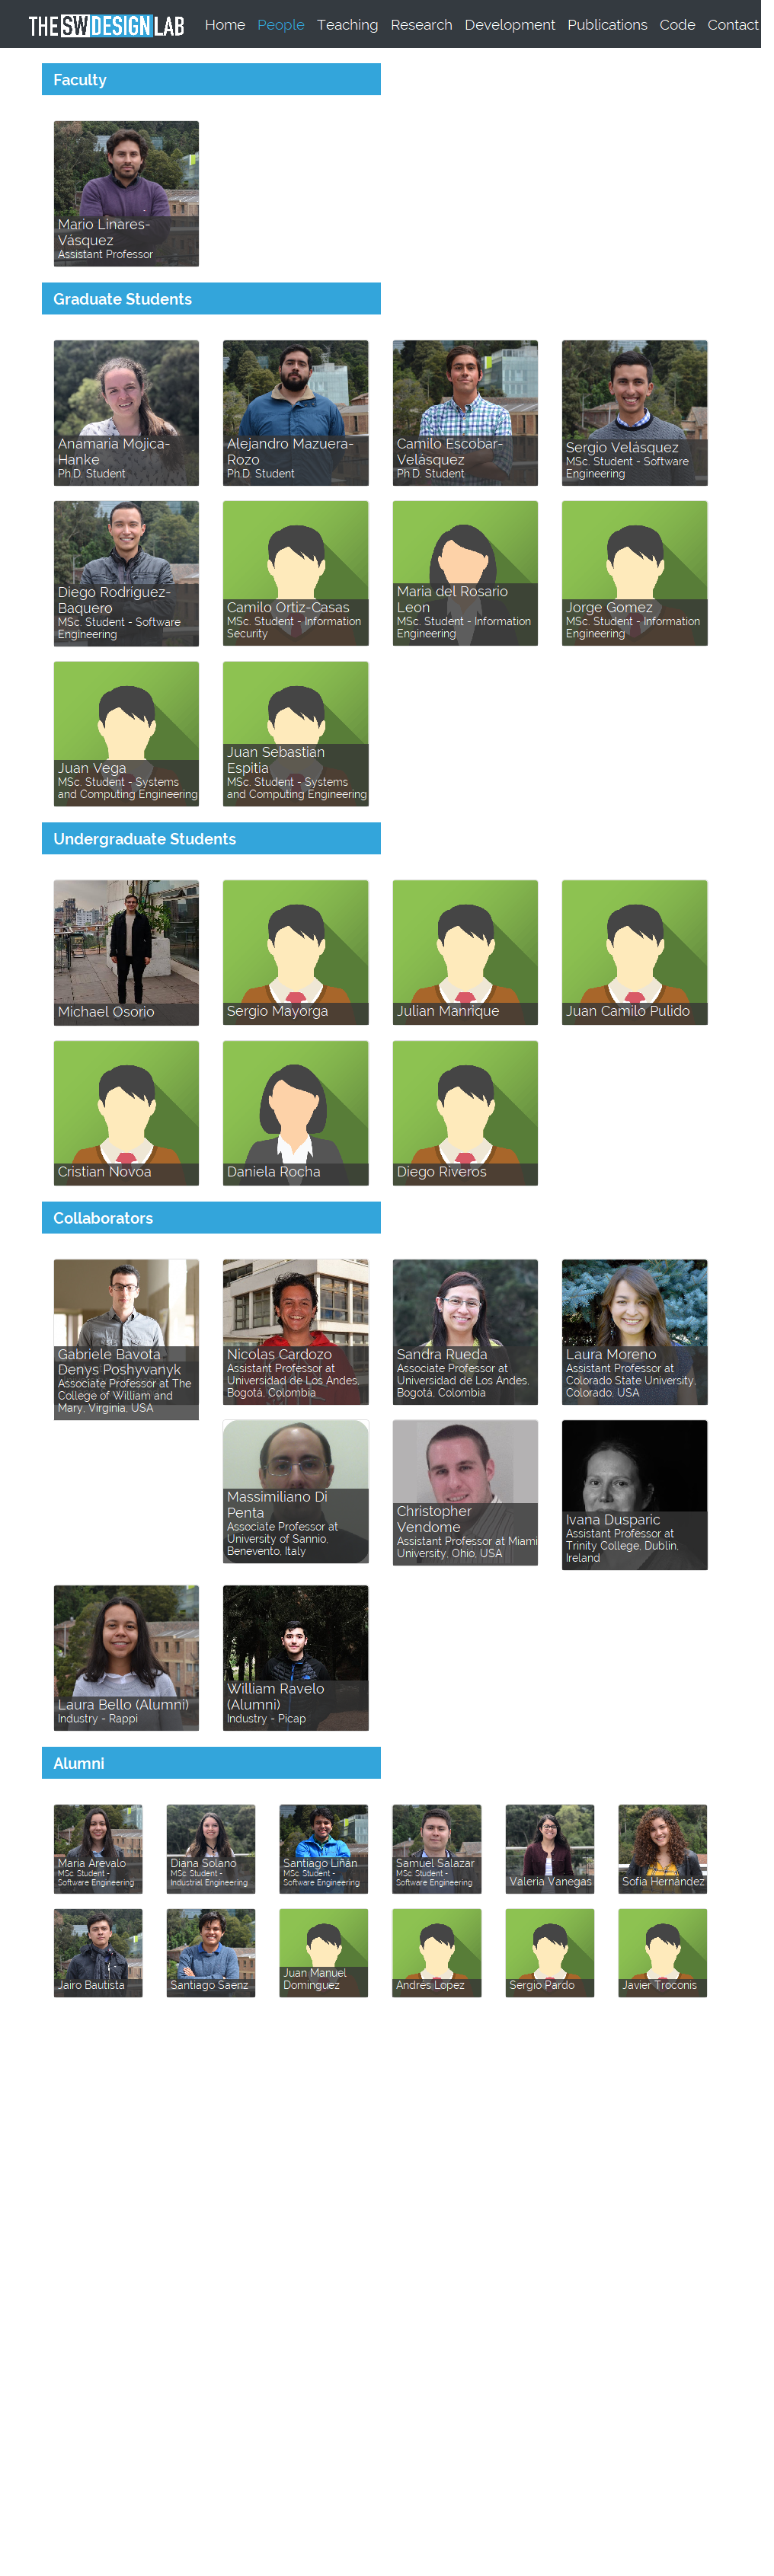 THE SW DESIGN LAB
Home People Teaching Research Development Publications Code Contact
Faculty
Mario Linares-
Vásquez
Assistant Professor
Graduate Students
Anamaria Mojica-
Hanke
Ph.D. Student
Alejandro Mazuera-
Rozo
Ph.D. Student
Camilo Escobar-
Velásquez
Ph.D. Student
Sergio Velásquez
MSc. Student - Software
Engineering
Diego Rodríguez-
Baquero
MSc. Student - Software
Engineering
Camilo Ortiz-Casas
MSc. Student - Information
Security
Maria del Rosario
Leon
MSc. Student - Information
Engineering
Jorge Gomez
MSc. Student - Information
Engineering
Juan Vega
MSc. Student - Systems
and Computing Engineering
Juan Sebastián
Espitia
MSc. Student - Systems
and Computing Engineering
Undergraduate Students
Michael Osorio
Sergio Mayorga
Julian Manrique
Juan Camilo Pulido
Cristian Novoa
Daniela Rocha
Diego Riveros
Collaborators
Gabriele Bavota
Denys Poshyvanyk
Associate Professor at The
College of William and
Mary, Virginia, USA
Nicolas Cardozo
Assistant Professor at
Universidad de Los Andes,
Bogotá, Colombia
Sandra Rueda
Associate Professor at
Universidad de Los Andes,
Bogotá, Colombia
Laura Moreno
Assistant Professor at
Colorado State University,
Colorado, USA
Massimiliano Di
Penta
Associate Professor at
University of Sannio,
Benevento, Italy
Christopher
Vendome
Assistant Professor at Miami
University, Ohio, USA
Ivana Dusparic
Assistant Professor at
Trinity College, Dublin,
Ireland
Laura Bello (Alumni)
Industry - Rappi
William Ravelo
(Alumni)
Industry - Picap
Alumni
Maria Arévalo
MSc. Student -
Software Engineering
Diana Solano
MSc. Student -
Industrial Engineering
Santiago Liñán
MSc. Student -
Software Engineering
Samuel Salazar
MSc. Student -
Software Engineering
Valeria Vanegas
Sofia Hernández
Jairo Bautista
Santiago Sáenz
Juan Manuel
Dominguez
Andrés López
Sergio Pardo
Javier Troconis